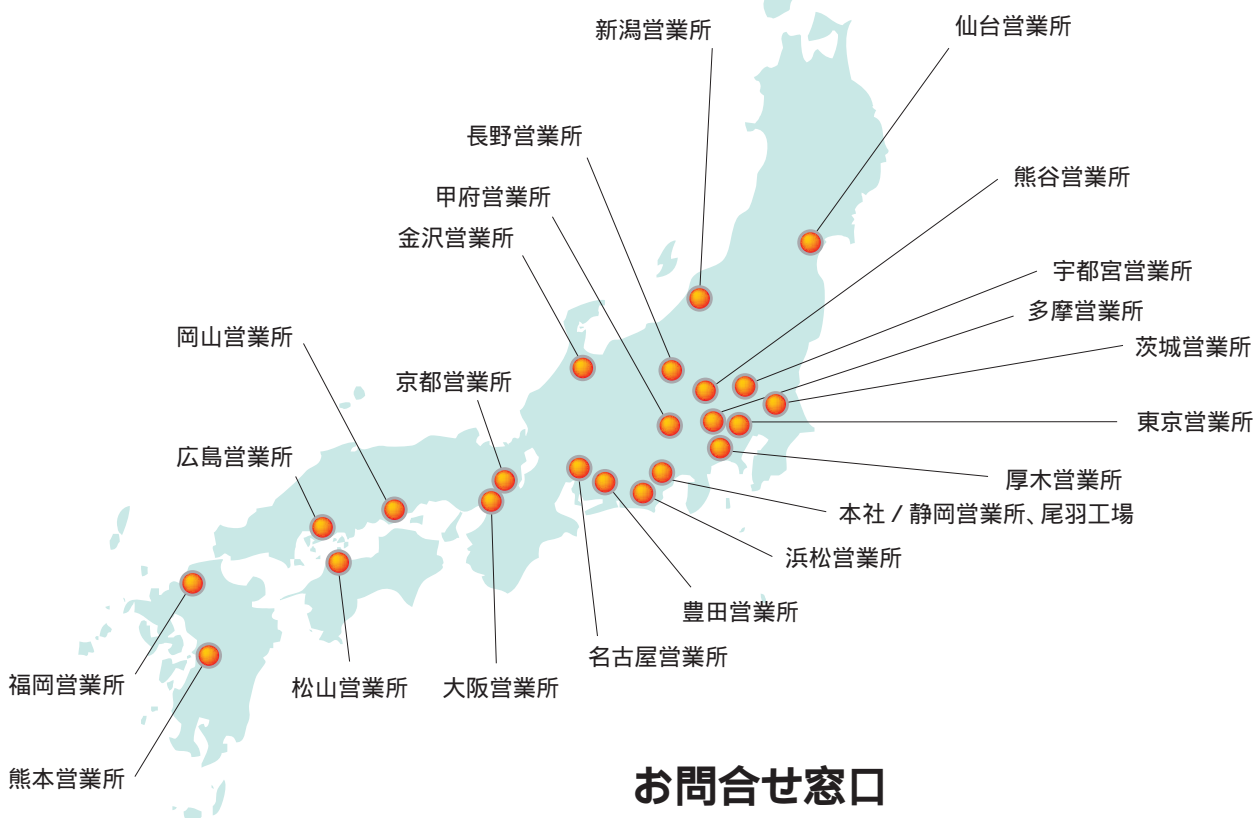 新潟営業所
仙台営業所
長野営業所
熊谷営業所
甲府営業所
金沢営業所
宇都宮営業所
多摩営業所
岡山営業所
茨城営業所
京都営業所
東京営業所
広島営業所
厚木営業所
本社 / 静岡営業所、尾羽工場
浜松営業所
豊田営業所
名古屋営業所
福岡営業所
松山営業所
大阪営業所
熊本営業所
お問合せ窓口